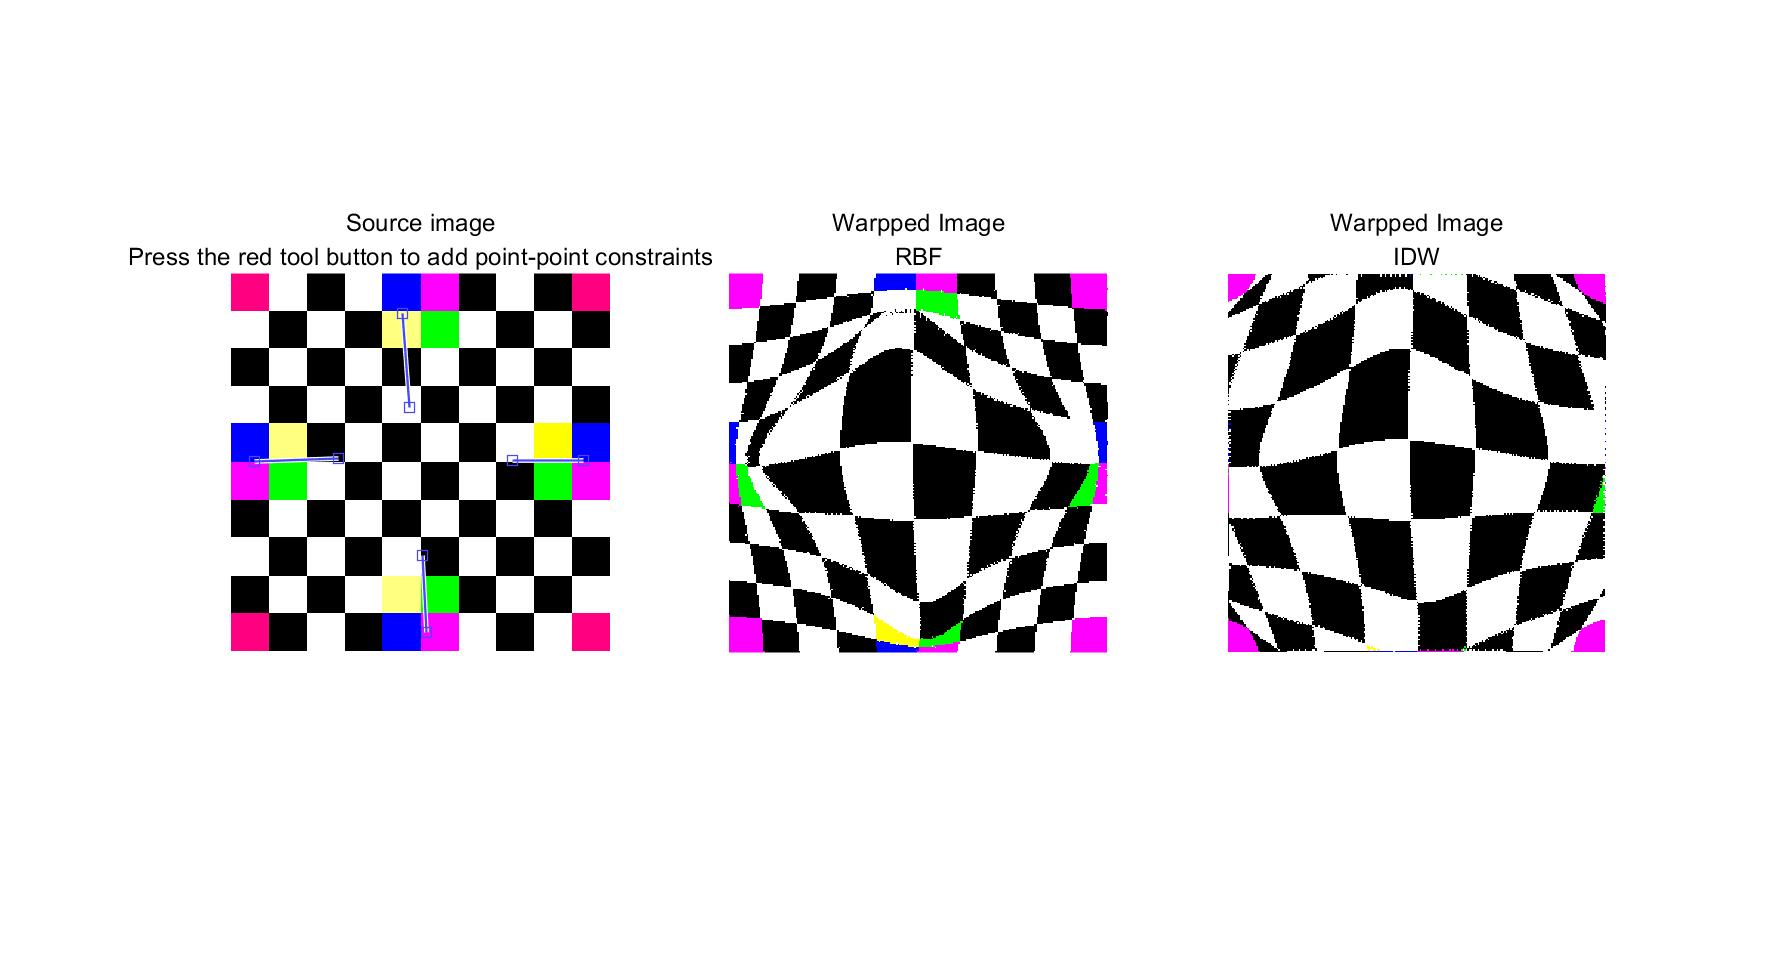 Source image
Press the red tool button to add point-point constraints
Warpped Image
RBF
Warpped Image
IDW